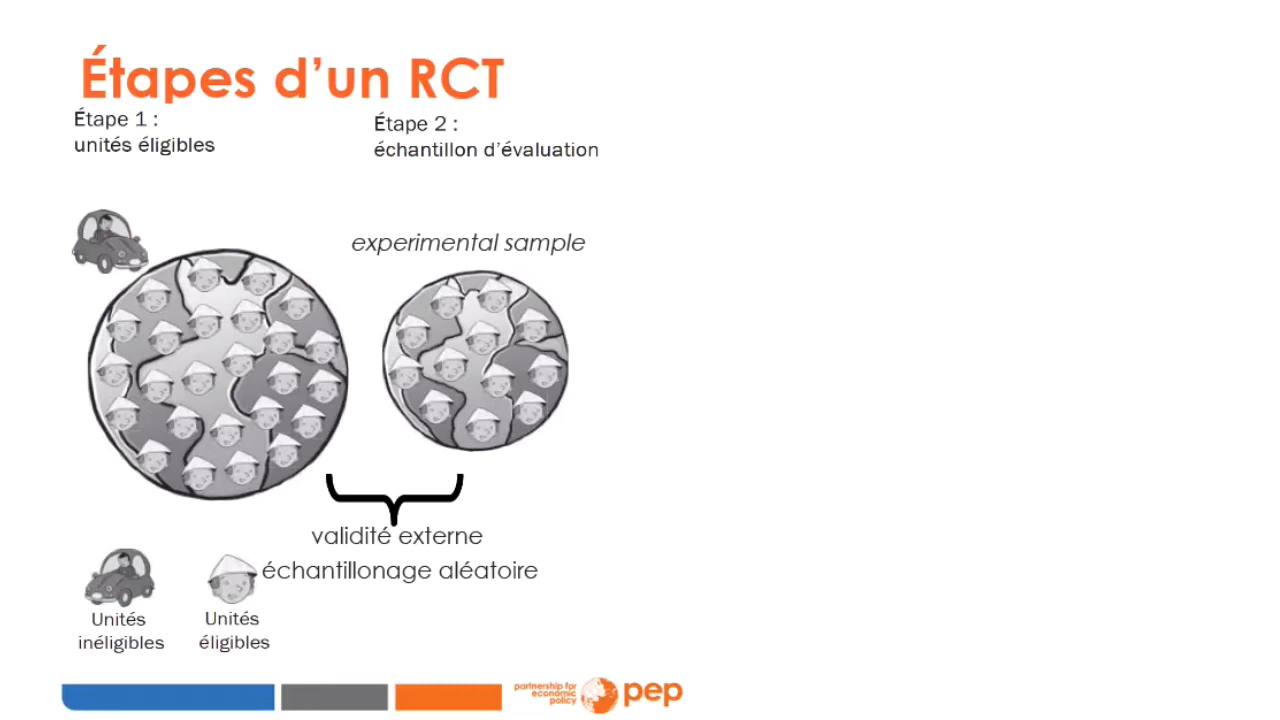 Étapes d'un RCT
Étape 1 :
unités éligibles
Étape 2 :
échantillon d'évaluation
experimental sample
validité externe
échantillonage aléatoire
Unités
inéligibles
Unités
éligibles
partnership for
economic
policy
pep